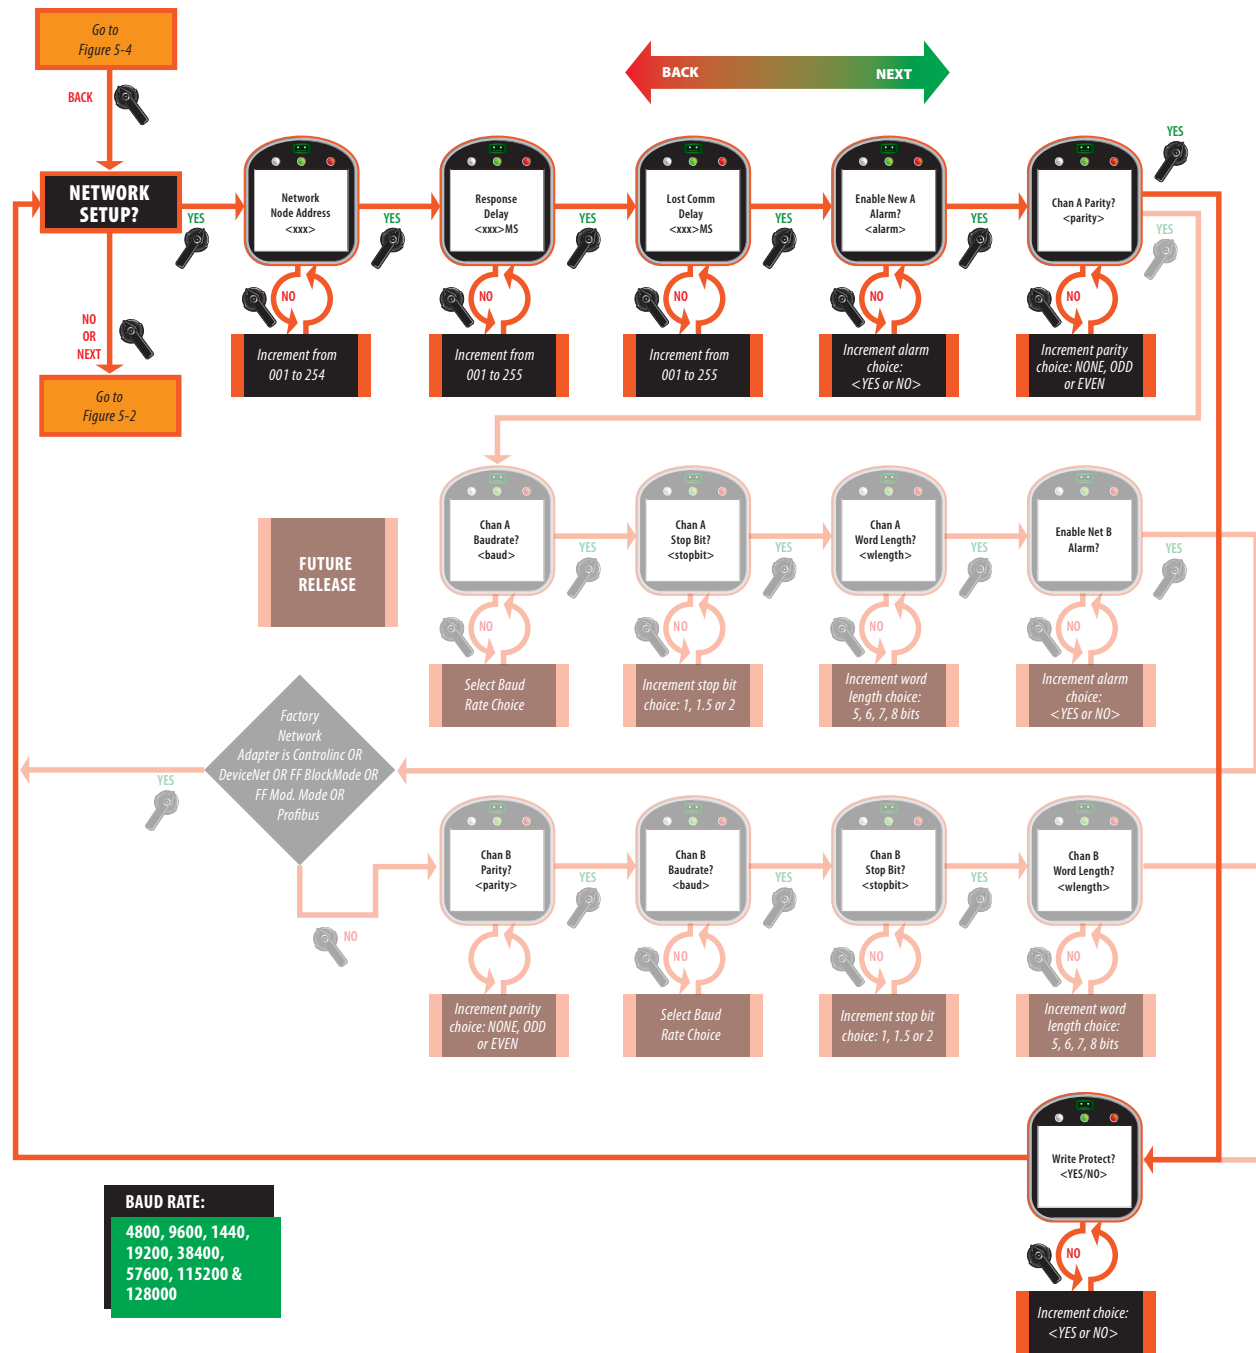 Go to
Figure 5-4
BACK
BACK
NEXT
YES
NETWORK
SETUP?
YES
Network
Node Address
<xxx>
YES
Response
Delay
<xxx>MS
YES
Lost Comm
Delay
<xxx>MS
YES
Enable New A
Alarm?
<alarm>
YES
Chan A Parity?
<parity>
YES
NO
OR
NEXT
NO
NO
NO
NO
NO
Go to
Figure 5-2
Increment from
001 to 254
Increment from
001 to 255
Increment from
001 to 255
Increment alarm
choice:
<YES or NO>
Increment parity
choice: NONE, ODD
or EVEN
FUTURE
RELEASE
Chan A
Baudrate?
<baud>
YES
Chan A
Stop Bit?
<stopbit>
YES
Chan A
Word Length?
<wlength>
YES
Enable Net B
Alarm?
YES
NO
NO
NO
NO
Select Baud
Rate Choice
Increment stop bit
choice: 1, 1.5 or 2
Increment word
length choice:
5, 6, 7, 8 bits
Increment alarm
choice:
<YES or NO>
Factory
Network
Adapter is Controlinc OR
DeviceNet OR FF BlockMode OR
FF Mod. Mode OR
Profibus
YES
NO
Chan B
Parity?
<parity>
YES
Chan B
Baudrate?
<baud>
YES
Chan B
Stop Bit?
<stopbit>
YES
Chan B
Word Length?
<wlength>
NO
NO
NO
Increment parity
choice: NONE, ODD
or EVEN
Select Baud
Rate Choice
Increment stop bit
choice: 1, 1.5 or 2
Increment word
length choice:
5, 6, 7, 8 bits
Write Protect?
<YES/NO>
NO
Increment choice:
<YES or NO>
BAUD RATE:
4800, 9600, 1440,
19200, 38400,
57600, 115200 &
128000